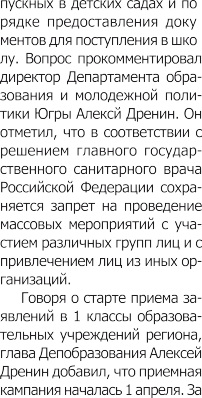 пускных в детских садах и по
рядке предоставления доку
ментов для поступления в шко
лу. Вопрос прокомментировал
директор Департамента обра-
зования и молодежной поли-
тики Югры Алексй Дренин. Он
отметил, что в соответствии с
решением главного государ-
ственного санитарного врача
Российской Федерации сохра-
няется запрет на проведение
массовых мероприятий с уча-
стием различных групп лиц и с
привлечением лиц из иных ор-
ганизаций.
Говоря о старте приема за-
явлений в 1 классы образова-
тельных учреждений региона,
глава Депобразования Алексей
Дренин добавил, что приемная
кампания началась 1 апреля. За